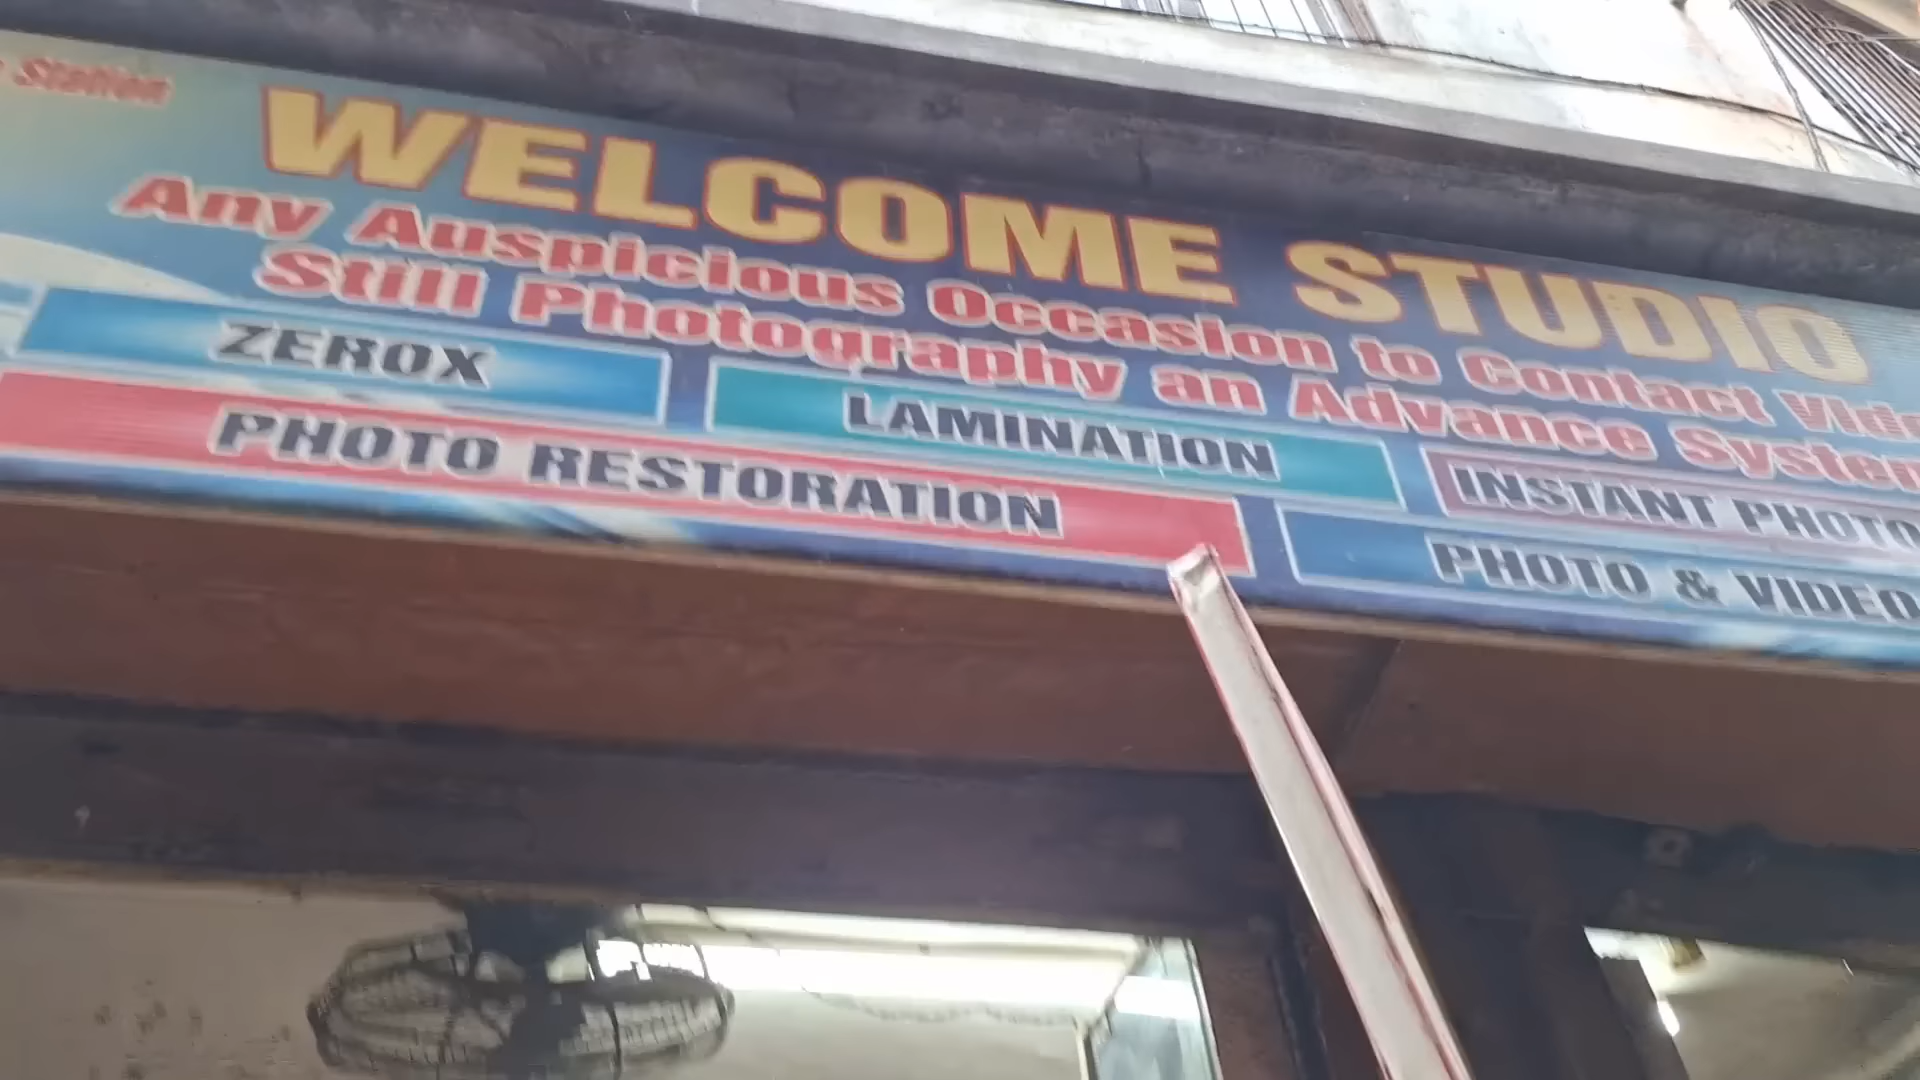 Station
WELCOME STUDIO
Any Auspicious Occasion to Contact Vide
Still Photography an Advance System
ZEROX
LAMINATION
INSTANT PHOTO
PHOTO RESTORATION
PHOTO & VIDEO